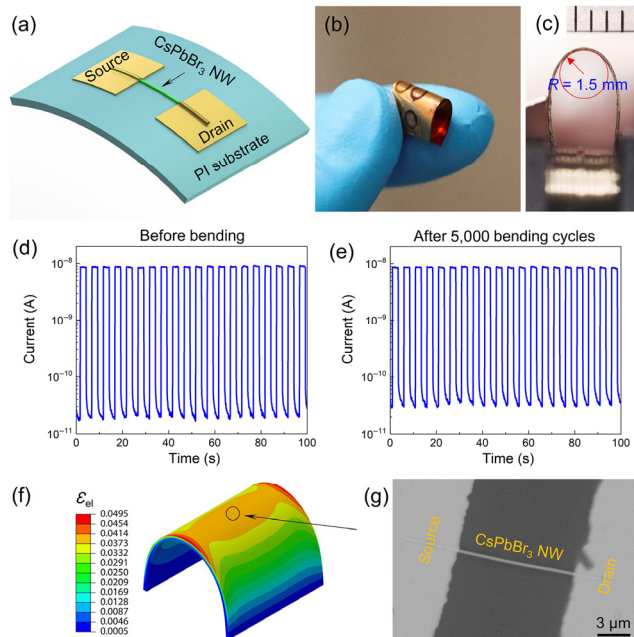 (a)
Source
CsPbBr₃ NW
Drain
PI substrate
(b)
(c)
R = 1.5 mm
(d)
Before bending
Current (A)
10⁻⁸
10⁻⁹
10⁻¹⁰
10⁻¹¹
0
20
40
60
80
100
Time (s)
(e)
After 5,000 bending cycles
Current (A)
10⁻⁸
10⁻⁹
10⁻¹⁰
10⁻¹¹
0
20
40
60
80
100
Time (s)
(f)
Ɛel
0.0495
0.0454
0.0414
0.0373
0.0332
0.0291
0.0250
0.0209
0.0169
0.0128
0.0087
0.0046
0.0005
(g)
Source
CsPbBr₃ NW
Drain
3 μm